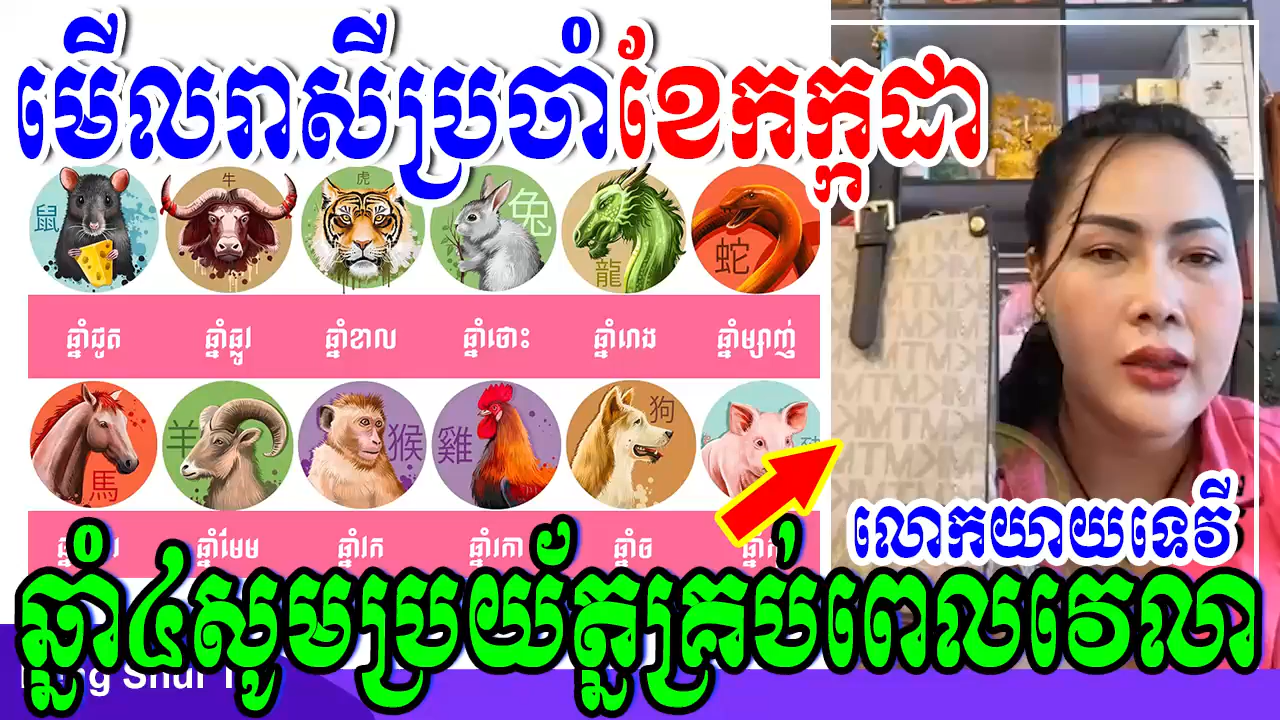 មើលរាសីប្រចាំខែកក្កដា
鼠 牛 虎 兔 龍 蛇
ឆ្នាំជូត ឆ្នាំឆ្លូវ ឆ្នាំខាល ឆ្នាំថោះ ឆ្នាំរោង ឆ្នាំម្សាញ់
馬 羊 猴 雞 狗
ឆ្នាំមមែ ឆ្នាំវក ឆ្នាំរកា ឆ្នាំច
លោកយាយទេវី
ឆ្នាំ៤សូមប្រយ័ត្នគ្រប់ពេលវេលា